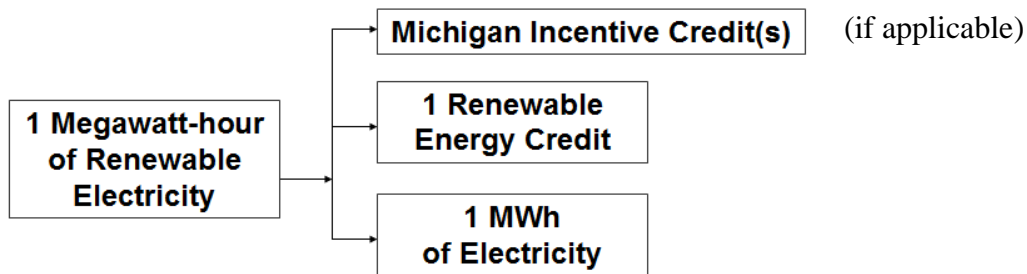 Michigan Incentive Credit(s) (if applicable)
1 Megawatt-hour
of Renewable
Electricity
1 Renewable
Energy Credit
1 MWh
of Electricity